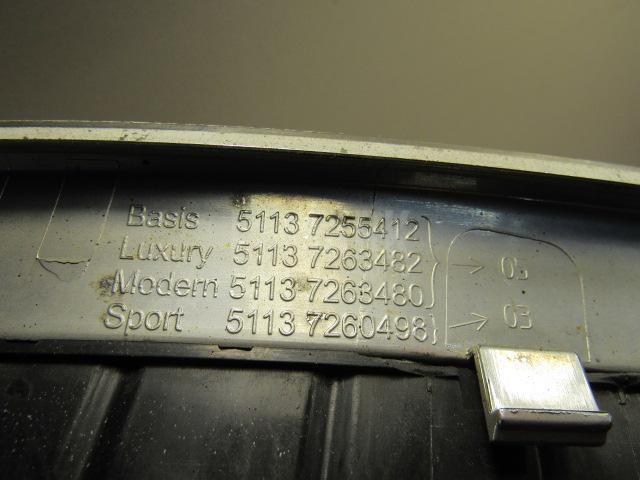 Basis 5113 7255412
Luxury 5113 7263482 → 05
Modern 5113 7263480
Sport 5113 7260498 → 03